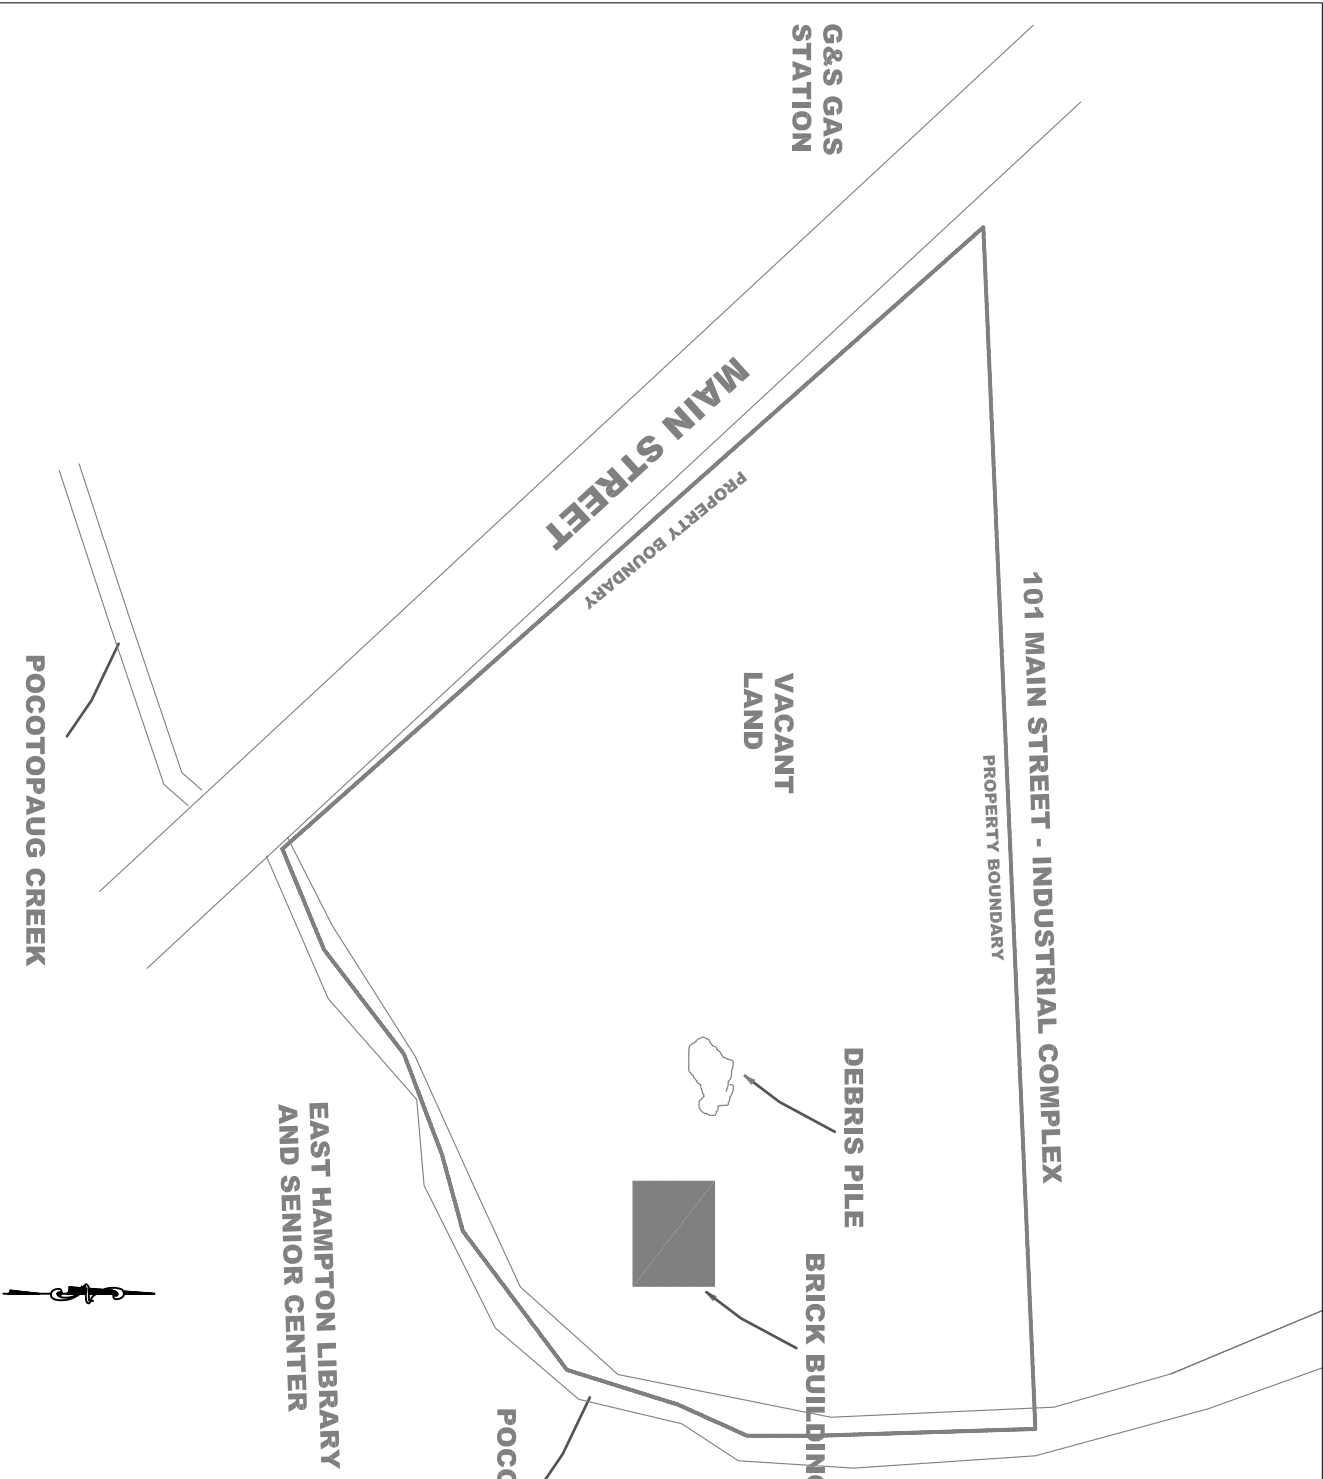 G&S GAS
STATION
MAIN STREET
PROPERTY BOUNDARY
101 MAIN STREET - INDUSTRIAL COMPLEX
PROPERTY BOUNDARY
VACANT
LAND
POCOTOPAUG CREEK
DEBRIS PILE
BRICK BUILDING
EAST HAMPTON LIBRARY
AND SENIOR CENTER
POCO